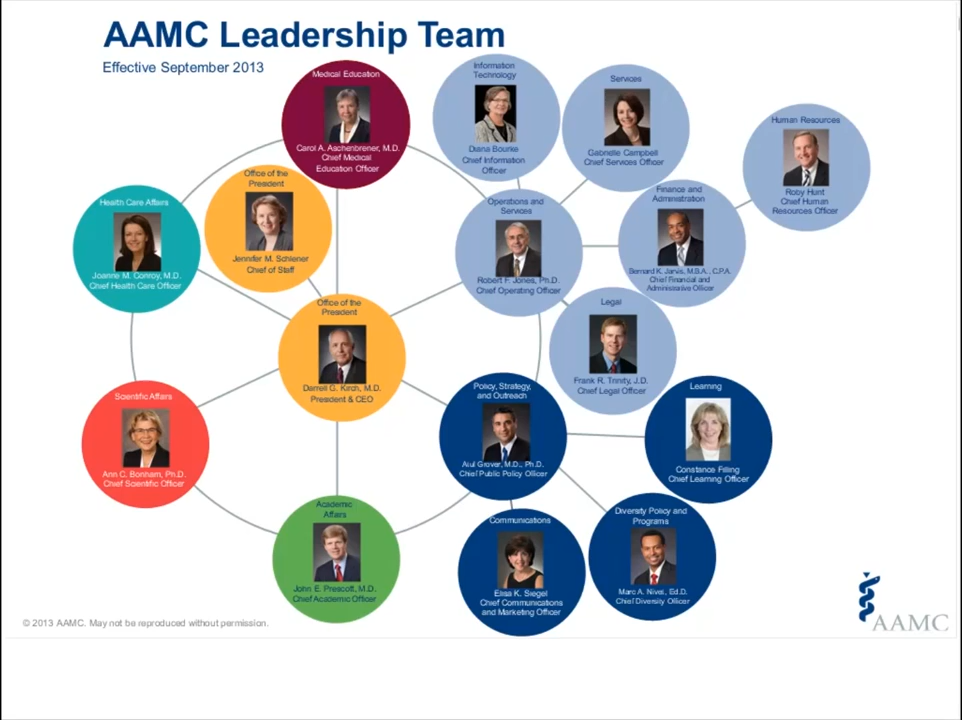 AAMC Leadership Team
Effective September 2013
Medical Education
Carol A. Aschenbrener, M.D.
Chief Medical
Education Officer
Information
Technology
Diana Bourke
Chief Information
Officer
Services
Gabrielle Campbell
Chief Services Officer
Human Resources
Roby Hunt
Chief Human
Resources Officer
Office of the
President
Jennifer M. Schlener
Chief of Staff
Health Care Affairs
Joanne M. Conroy, M.D.
Chief Health Care Officer
Operations and
Services
Robert F. Jones, Ph.D.
Chief Operating Officer
Finance and
Administration
Bernard K. Jarvis, M.B.A., C.P.A.
Chief Financial and
Administrative Officer
Office of the
President
Darrell G. Kirch, M.D.
President & CEO
Legal
Frank R. Trinity, J.D.
Chief Legal Officer
Scientific Affairs
Ann C. Bonham, Ph.D.
Chief Scientific Officer
Policy, Strategy,
and Outreach
Atul Grover, M.D., Ph.D.
Chief Public Policy Officer
Learning
Constance Filling
Chief Learning Officer
Academic
Affairs
John E. Prescott, M.D.
Chief Academic Officer
Communications
Elisa K. Siegel
Chief Communications
and Marketing Officer
Diversity Policy and
Programs
Marc A. Nivet, Ed.D.
Chief Diversity Officer
© 2013 AAMC. May not be reproduced without permission.
AAMC